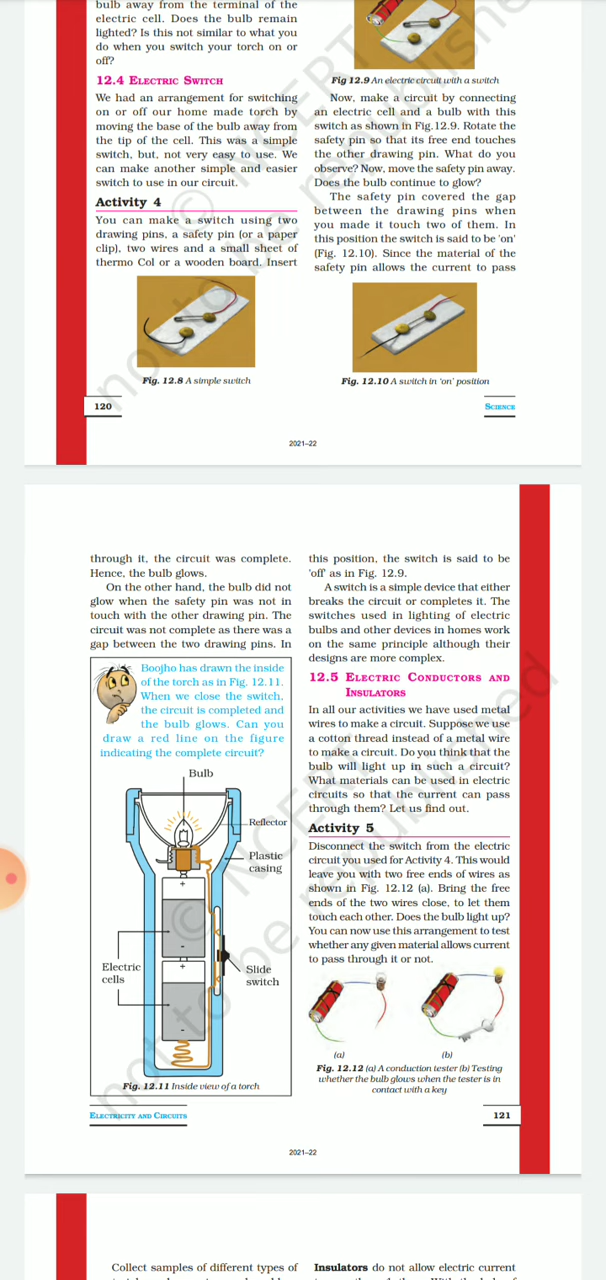 bulb away from the terminal of the
electric cell. Does the bulb remain
lighted? Is this not similar to what you
do when you switch your torch on or
off?
12.4 ELECTRIC SWITCH
We had an arrangement for switching
on or off our home made torch by
moving the base of the bulb away from
the tip of the cell. This was a simple
switch, but, not very easy to use. We
can make another simple and easier
switch to use in our circuit.
Activity 4
You can make a switch using two
drawing pins, a safety pin (or a paper
clip), two wires and a small sheet of
thermo Col or a wooden board. Insert
Fig. 12.8 A simple switch
Fig 12.9 An electric circuit with a switch
Now, make a circuit by connecting
an electric cell and a bulb with this
switch as shown in Fig.12.9. Rotate the
safety pin so that its free end touches
the other drawing pin. What do you
observe? Now, move the safety pin away.
Does the bulb continue to glow?
The safety pin covered the gap
between the drawing pins when
you made it touch two of them. In
this position the switch is said to be 'on'
(Fig. 12.10). Since the material of the
safety pin allows the current to pass
Fig. 12.10 A switch in 'on' position
120
SCIENCE
2021–22
© NCERT
not to be republished
through it, the circuit was complete.
Hence, the bulb glows.
On the other hand, the bulb did not
glow when the safety pin was not in
touch with the other drawing pin. The
circuit was not complete as there was a
gap between the two drawing pins. In
Boojho has drawn the inside
of the torch as in Fig. 12.11.
When we close the switch,
the circuit is completed and
the bulb glows. Can you
draw a red line on the figure
indicating the complete circuit?
Bulb
Reflector
Plastic
casing
+
-
+
-
Electric
cells
Slide
switch
Fig. 12.11 Inside view of a torch
this position, the switch is said to be
'off' as in Fig. 12.9.
A switch is a simple device that either
breaks the circuit or completes it. The
switches used in lighting of electric
bulbs and other devices in homes work
on the same principle although their
designs are more complex.
12.5 ELECTRIC CONDUCTORS AND
INSULATORS
In all our activities we have used metal
wires to make a circuit. Suppose we use
a cotton thread instead of a metal wire
to make a circuit. Do you think that the
bulb will light up in such a circuit?
What materials can be used in electric
circuits so that the current can pass
through them? Let us find out.
Activity 5
Disconnect the switch from the electric
circuit you used for Activity 4. This would
leave you with two free ends of wires as
shown in Fig. 12.12 (a). Bring the free
ends of the two wires close, to let them
touch each other. Does the bulb light up?
You can now use this arrangement to test
whether any given material allows current
to pass through it or not.
(a)
(b)
Fig. 12.12 (a) A conduction tester (b) Testing
whether the bulb glows when the tester is in
contact with a key
ELECTRICITY AND CIRCUITS
121
2021–22
© NCERT
not to be republished
Collect samples of different types of
Insulators do not allow electric current